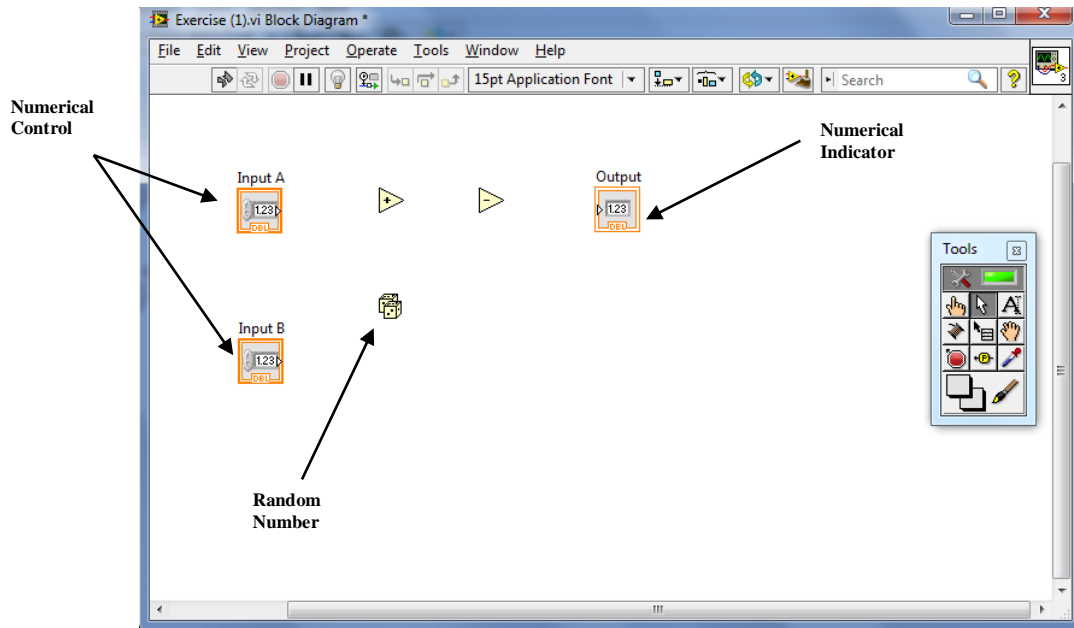 Exercise (1).vi Block Diagram *
File Edit View Project Operate Tools Window Help
15pt Application Font
Search
3
Numerical
Control
Numerical
Indicator
Input A
1.23
DBL
+
-
Output
1.23
DBL
Tools
A
P
Input B
1.23
DBL
Random
Number